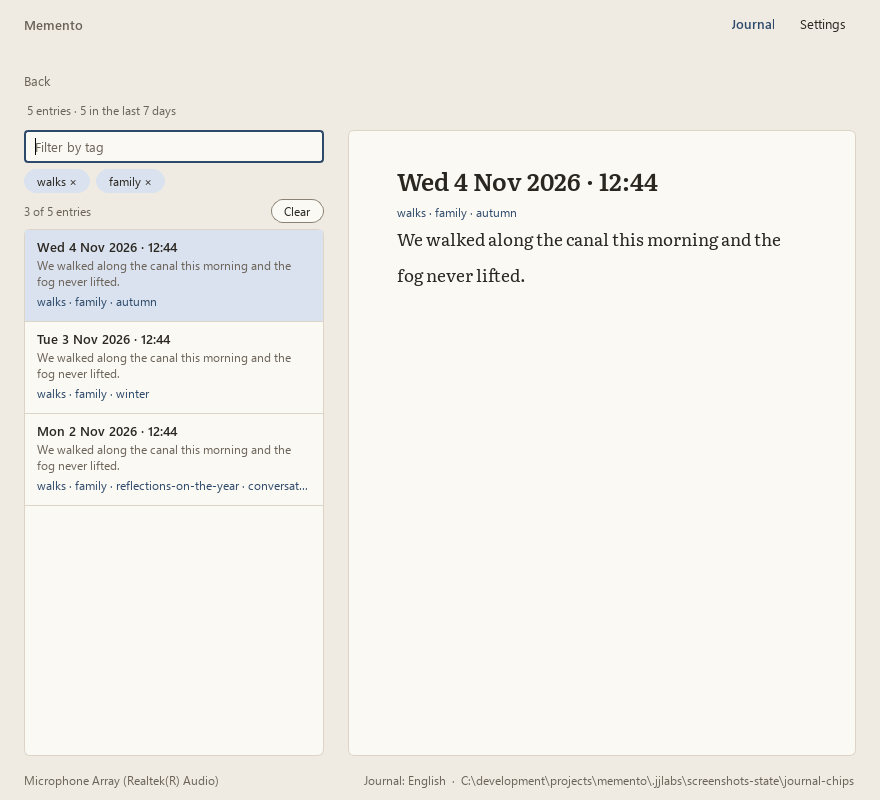 Memento
Journal Settings
Back
5 entries · 5 in the last 7 days
Filter by tag
walks × family ×
3 of 5 entries Clear
Wed 4 Nov 2026 · 12:44
We walked along the canal this morning and the
fog never lifted.
walks · family · autumn
Tue 3 Nov 2026 · 12:44
We walked along the canal this morning and the
fog never lifted.
walks · family · winter
Mon 2 Nov 2026 · 12:44
We walked along the canal this morning and the
fog never lifted.
walks · family · reflections-on-the-year · conversat...
Wed 4 Nov 2026 · 12:44
walks · family · autumn
We walked along the canal this morning and the
fog never lifted.
Microphone Array (Realtek(R) Audio)
Journal: English · C:\development\projects\memento\.jjlabs\screenshots-state\journal-chips